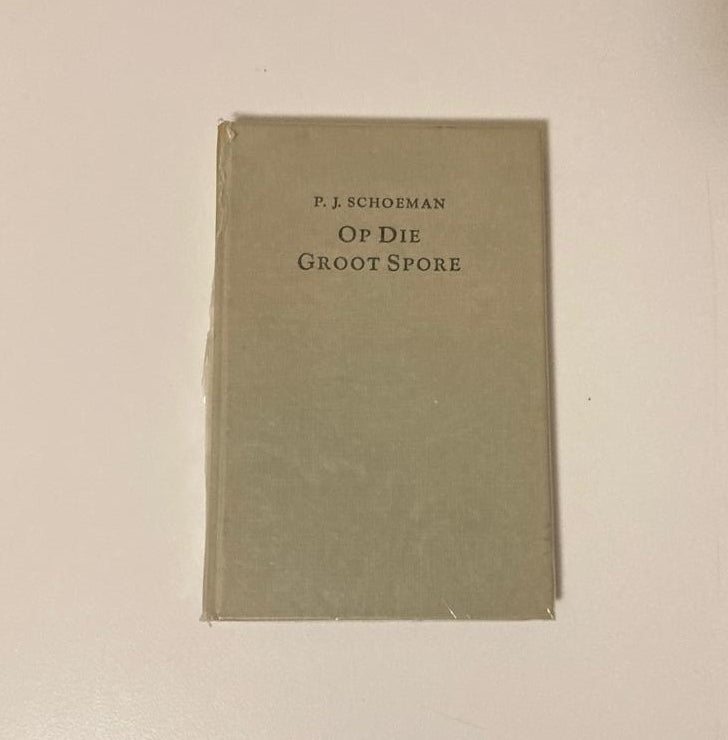 P. J. SCHOEMAN
OP DIE
GROOT SPORE